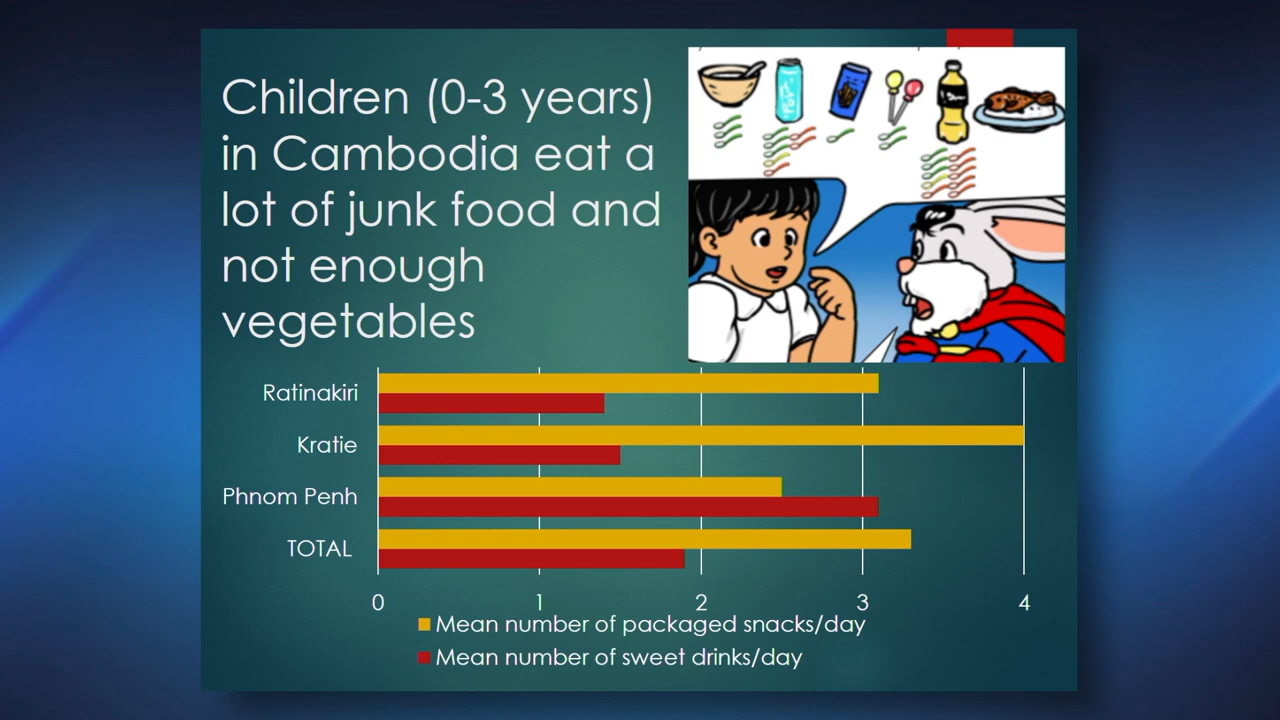 Children (0-3 years)
in Cambodia eat a
lot of junk food and
not enough
vegetables
Ratinakiri
Kratie
Phnom Penh
TOTAL
0 1 2 3 4
Mean number of packaged snacks/day
Mean number of sweet drinks/day